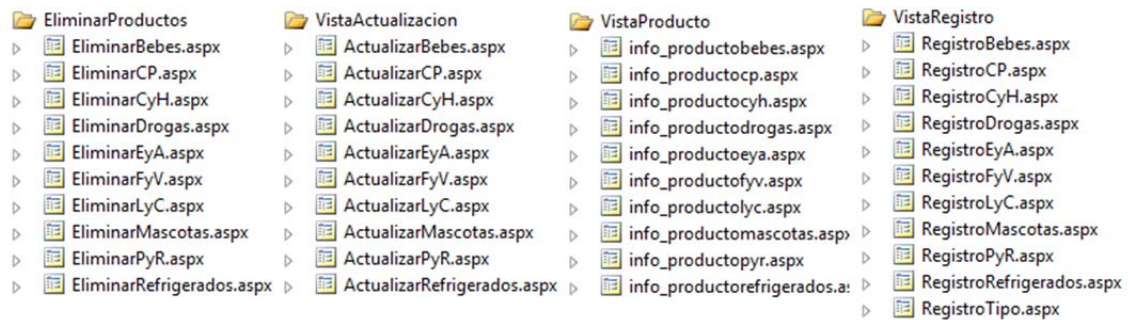 EliminarProductos
EliminarBebes.aspx
EliminarCP.aspx
EliminarCyH.aspx
EliminarDrogas.aspx
EliminarEyA.aspx
EliminarFyV.aspx
EliminarLyC.aspx
EliminarMascotas.aspx
EliminarPyR.aspx
EliminarRefrigerados.aspx
VistaActualizacion
ActualizarBebes.aspx
ActualizarCP.aspx
ActualizarCyH.aspx
ActualizarDrogas.aspx
ActualizarEyA.aspx
ActualizarFyV.aspx
ActualizarLyC.aspx
ActualizarMascotas.aspx
ActualizarPyR.aspx
ActualizarRefrigerados.aspx
VistaProducto
info_productobebes.aspx
info_productocp.aspx
info_productocyh.aspx
info_productodrogas.aspx
info_productoeya.aspx
info_productofyv.aspx
info_productolyc.aspx
info_productomascotas.aspx
info_productopyr.aspx
info_productorefrigerados.a
VistaRegistro
RegistroBebes.aspx
RegistroCP.aspx
RegistroCyH.aspx
RegistroDrogas.aspx
RegistroEyA.aspx
RegistroFyV.aspx
RegistroLyC.aspx
RegistroMascotas.aspx
RegistroPyR.aspx
RegistroRefrigerados.aspx
RegistroTipo.aspx